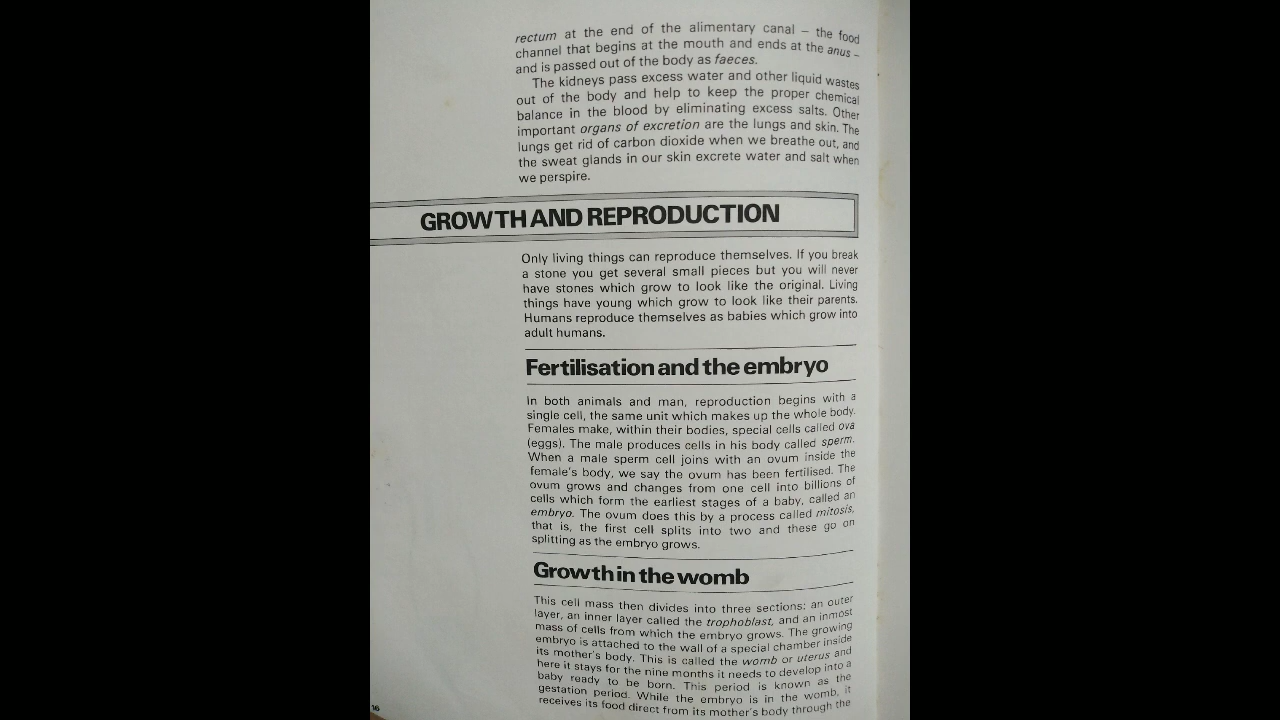 rectum at the end of the alimentary canal – the food
channel that begins at the mouth and ends at the anus –
and is passed out of the body as faeces.
The kidneys pass excess water and other liquid wastes
out of the body and help to keep the proper chemical
balance in the blood by eliminating excess salts. Other
important organs of excretion are the lungs and skin. The
lungs get rid of carbon dioxide when we breathe out, and
the sweat glands in our skin excrete water and salt when
we perspire.
GROWTH AND REPRODUCTION
Only living things can reproduce themselves. If you break
a stone you get several small pieces but you will never
have stones which grow to look like the original. Living
things have young which grow to look like their parents.
Humans reproduce themselves as babies which grow into
adult humans.
Fertilisation and the embryo
In both animals and man, reproduction begins with a
single cell, the same unit which makes up the whole body.
Females make, within their bodies, special cells called ova
(eggs). The male produces cells in his body called sperm.
When a male sperm cell joins with an ovum inside the
female's body, we say the ovum has been fertilised. The
ovum grows and changes from one cell into billions of
cells which form the earliest stages of a baby, called an
embryo. The ovum does this by a process called mitosis,
that is, the first cell splits into two and these go on
splitting as the embryo grows.
Growth in the womb
This cell mass then divides into three sections: an outer
layer, an inner layer called the trophoblast, and an inmost
mass of cells from which the embryo grows. The growing
embryo is attached to the wall of a special chamber inside
its mother's body. This is called the womb or uterus and
here it stays for the nine months it needs to develop into a
baby ready to be born. This period is known as the
gestation period. While the embryo is in the womb, it
receives its food direct from its mother's body through the
16